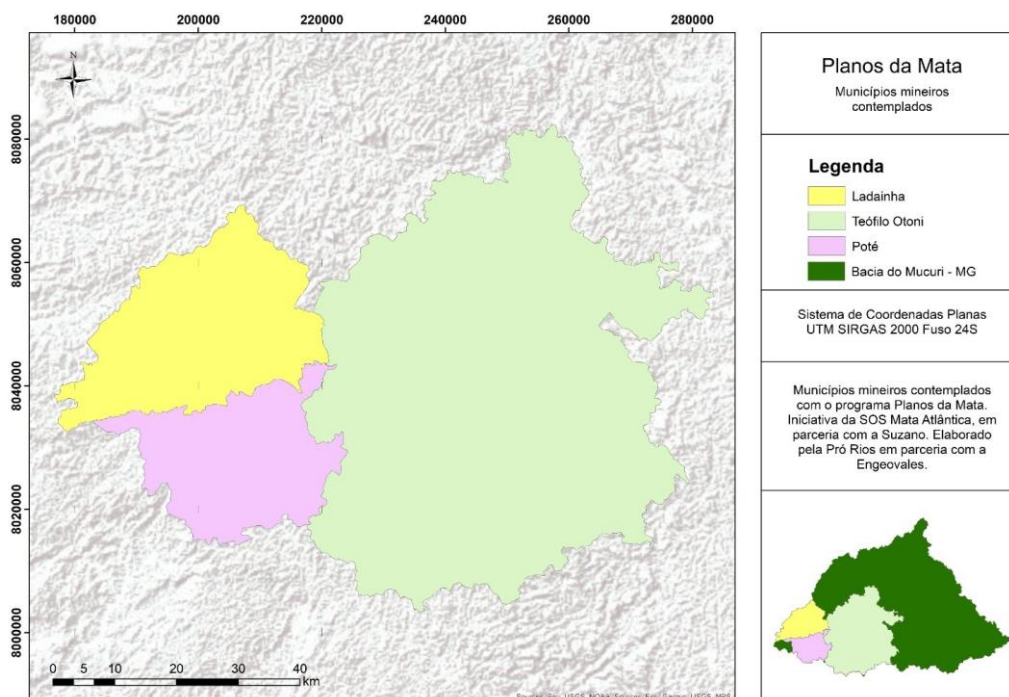 180000 200000 220000 240000 260000 280000
N
8080000
8060000
8040000
8020000
8000000
0 5 10 20 30 40
km
Planos da Mata
Municípios mineiros
contemplados
Legenda
Ladainha
Teófilo Otoni
Poté
Bacia do Mucuri - MG
Sistema de Coordenadas Planas
UTM SIRGAS 2000 Fuso 24S
Municípios mineiros contemplados
com o programa Planos da Mata.
Iniciativa da SOS Mata Atlântica, em
parceria com a Suzano. Elaborado
pela Pró Rios em parceria com a
Engeovales.